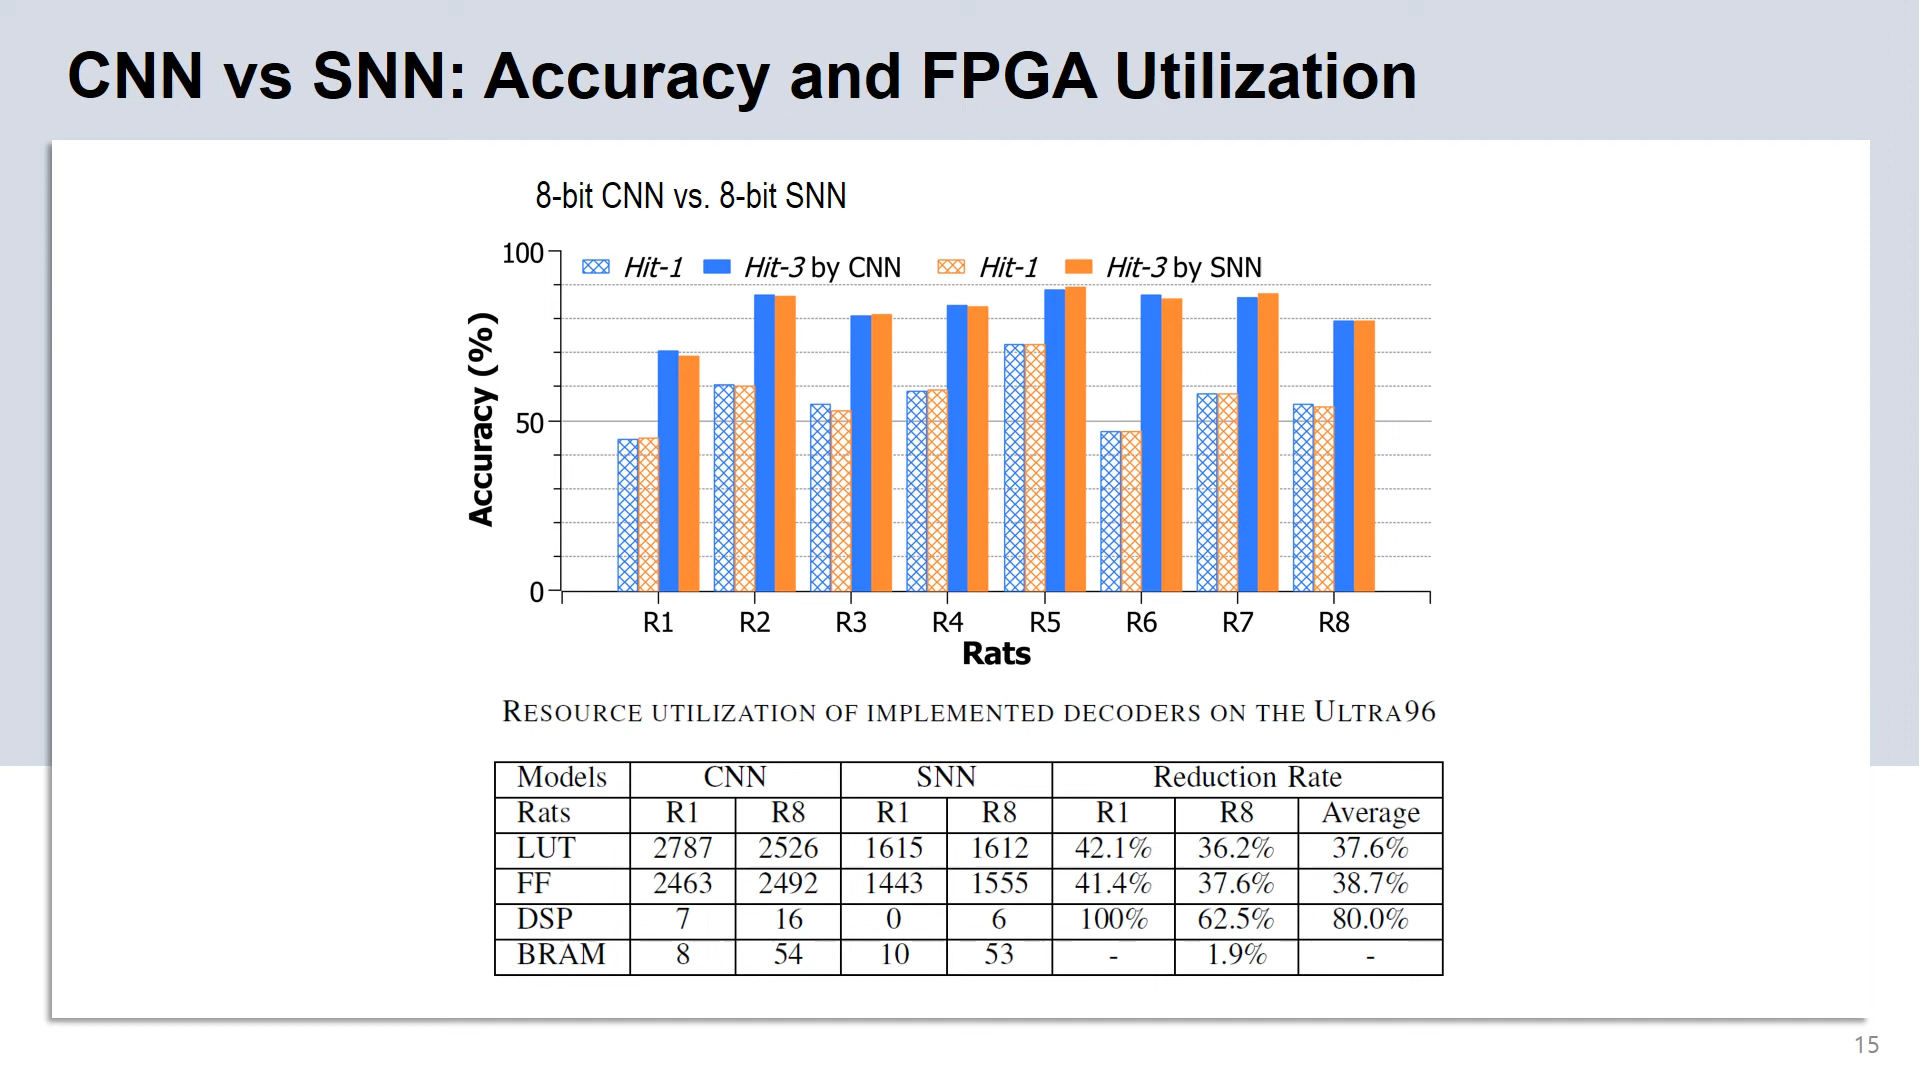 CNN vs SNN: Accuracy and FPGA Utilization
8-bit CNN vs. 8-bit SNN
Hit-1 Hit-3 by CNN Hit-1 Hit-3 by SNN
100
50
0
Accuracy (%)
R1 R2 R3 R4 R5 R6 R7 R8
Rats
RESOURCE UTILIZATION OF IMPLEMENTED DECODERS ON THE ULTRA96
Models CNN SNN Reduction Rate
Rats R1 R8 R1 R8 R1 R8 Average
LUT 2787 2526 1615 1612 42.1% 36.2% 37.6%
FF 2463 2492 1443 1555 41.4% 37.6% 38.7%
DSP 7 16 0 6 100% 62.5% 80.0%
BRAM 8 54 10 53 - 1.9% -
15